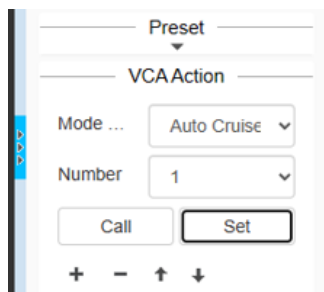 Preset
VCA Action
Mode ... Auto Cruise
Number 1
Call Set